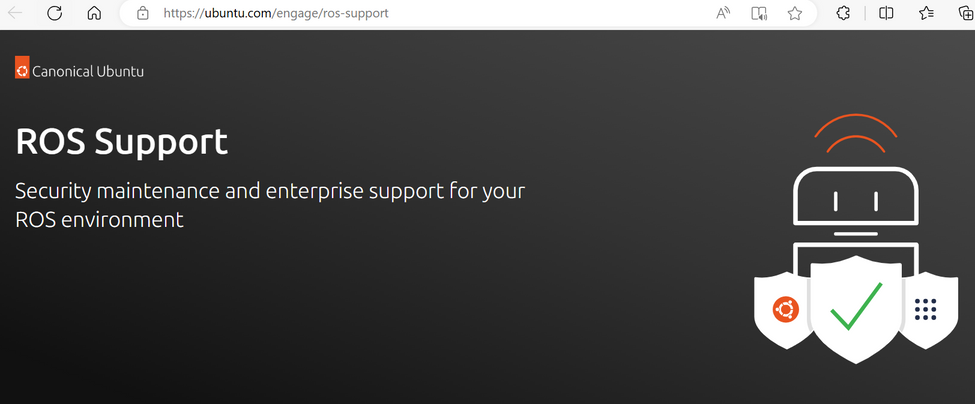 https://ubuntu.com/engage/ros-support
Canonical Ubuntu
ROS Support
Security maintenance and enterprise support for your
ROS environment